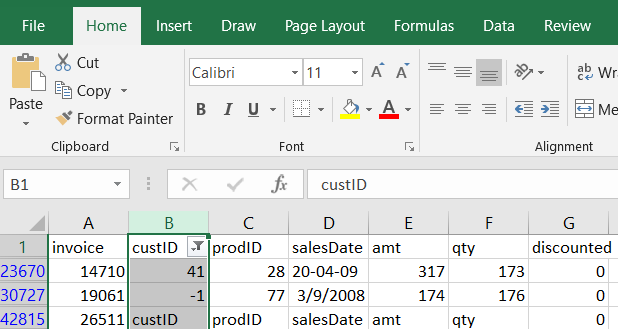 File Home Insert Draw Page Layout Formulas Data Review
Cut
Calibri 11 A A ab Wra
Copy
Paste
Format Painter B I U A Me
Clipboard Font Alignment
B1 fx custID
A B C D E F G
1 invoice custID prodID salesDate amt qty discounted
23670 14710 41 28 20-04-09 317 173 0
30727 19061 -1 77 3/9/2008 174 176 0
42815 26511 custID prodID salesDate amt qty 0